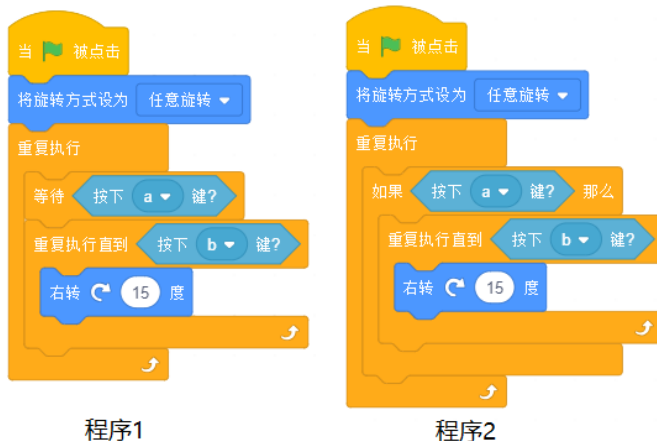 当 被点击
将旋转方式设为 任意旋转
重复执行
等待 按下 a 键?
重复执行直到 按下 b 键?
右转 15 度
程序1
当 被点击
将旋转方式设为 任意旋转
重复执行
如果 按下 a 键? 那么
重复执行直到 按下 b 键?
右转 15 度
程序2